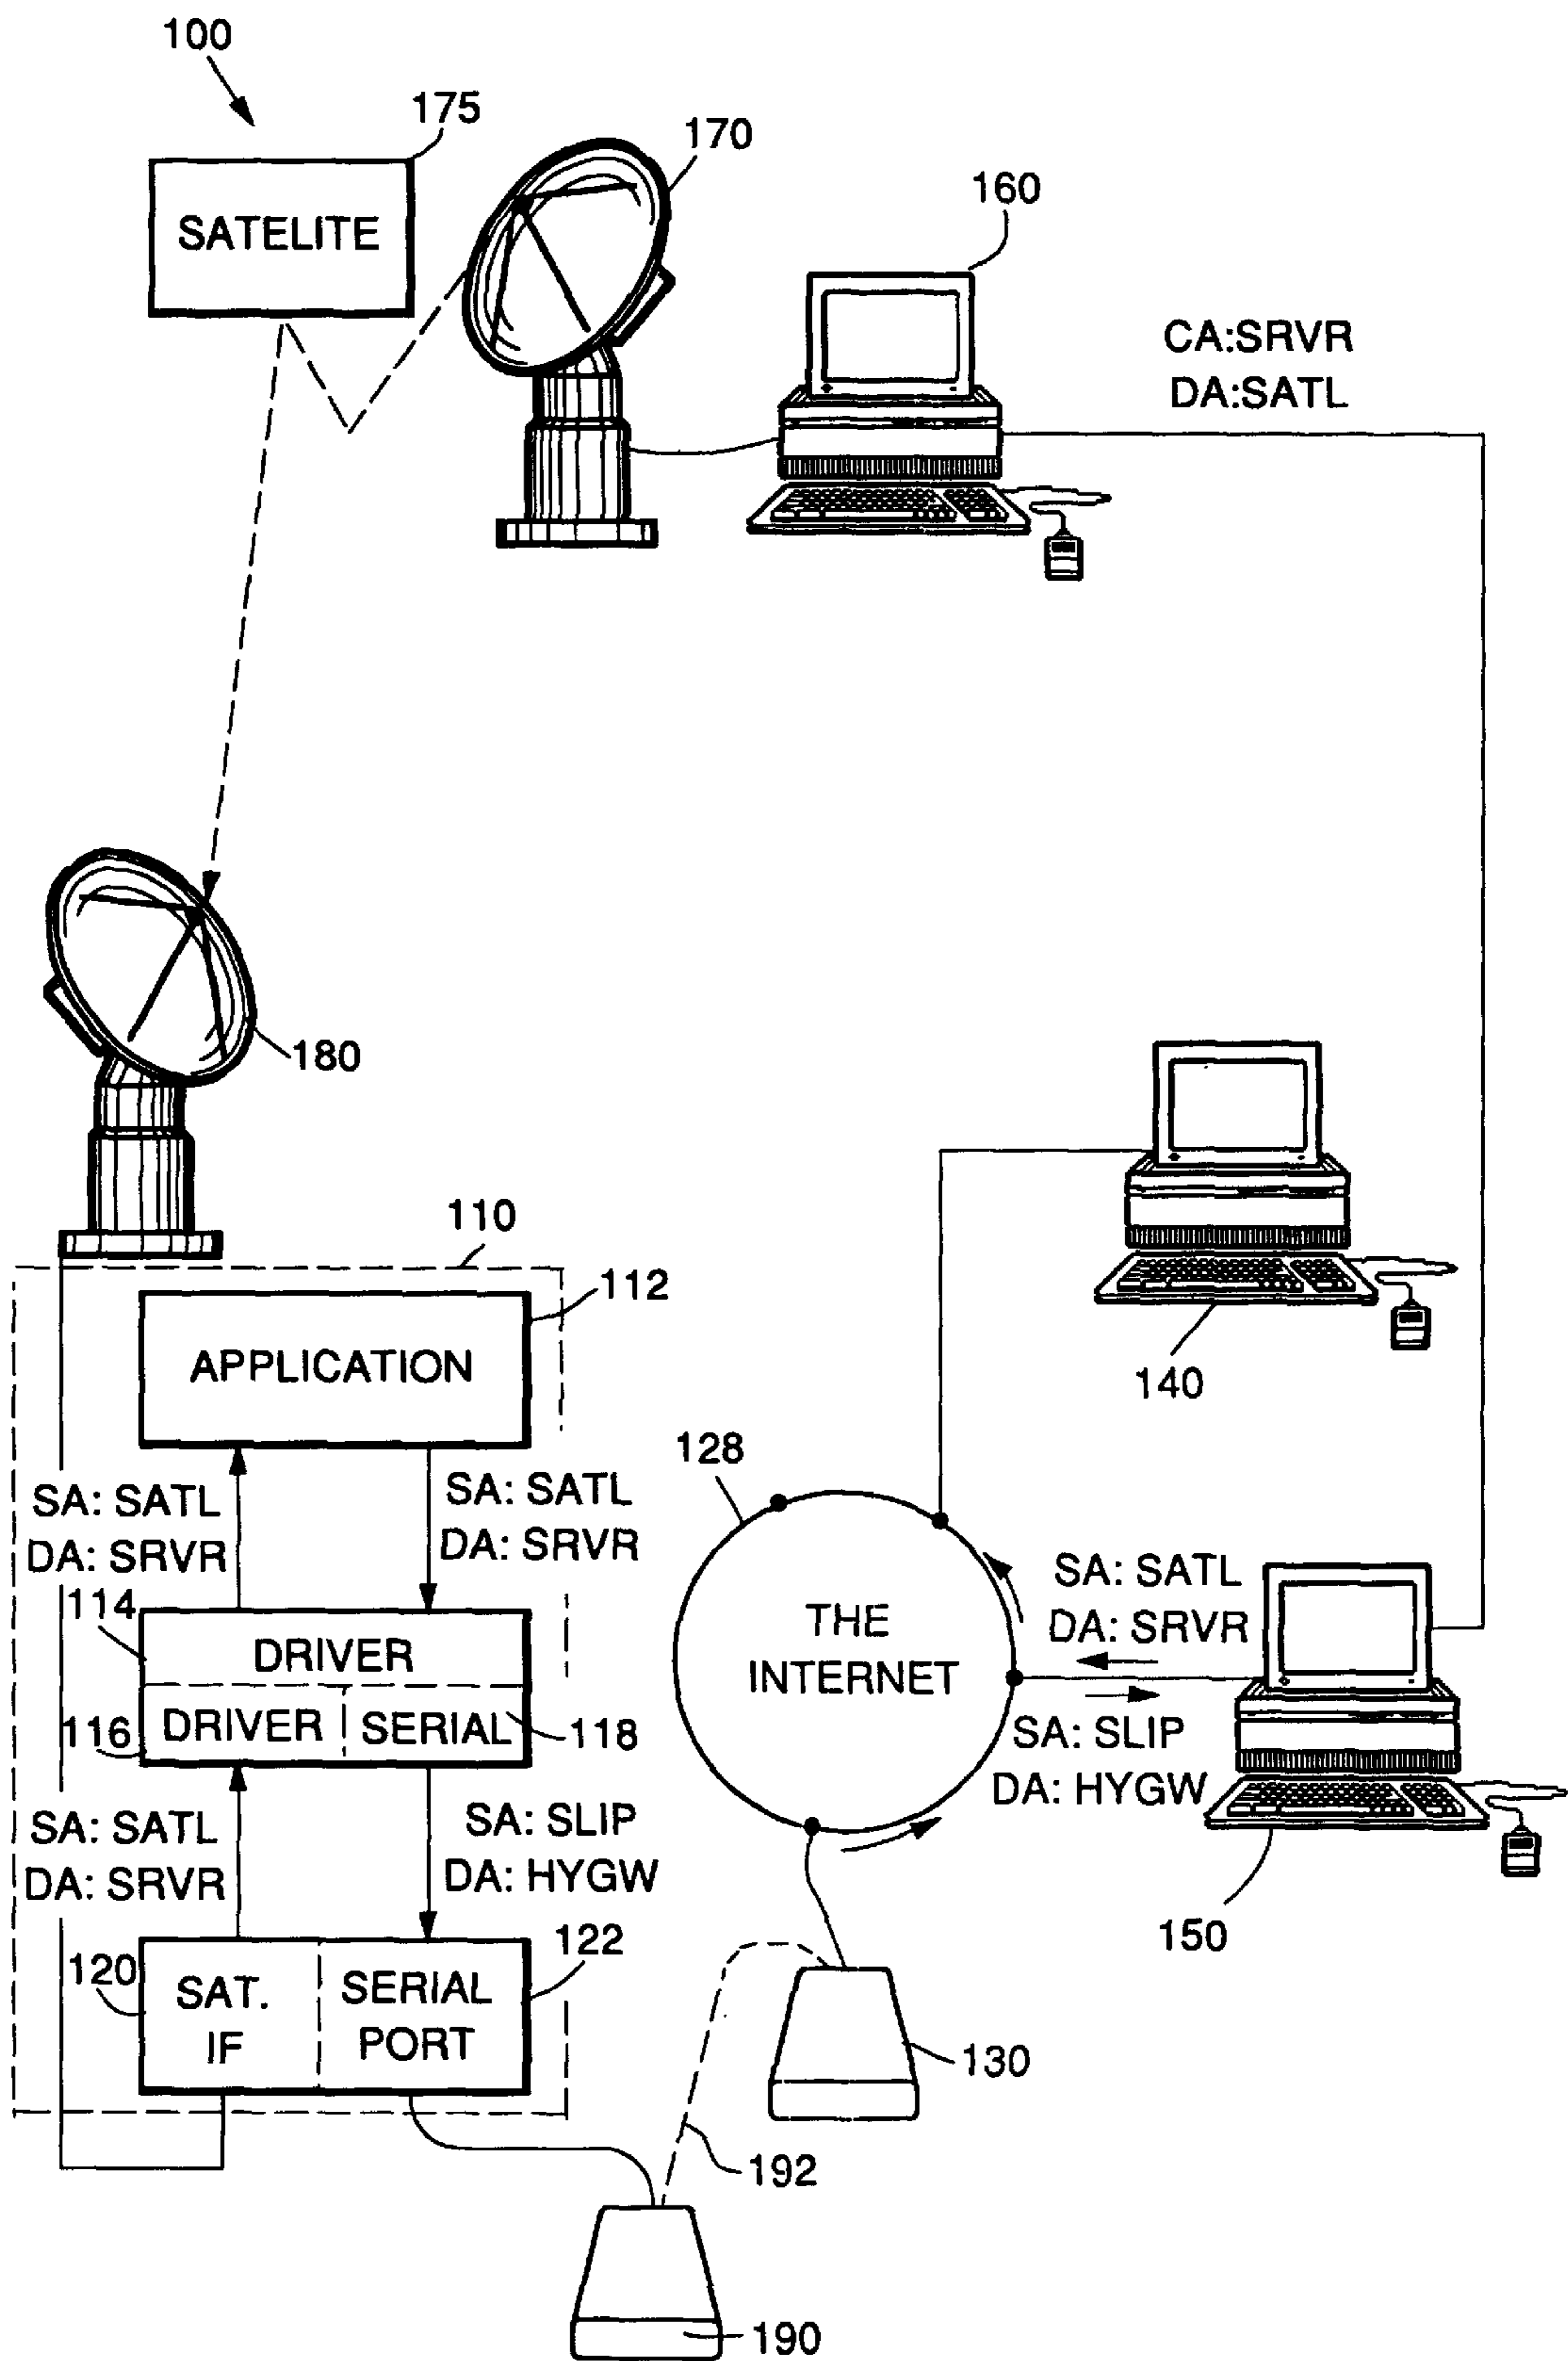 100
175
170
160
SATELITE
CA:SRVR
DA:SATL
180
110
112
APPLICATION
140
128
SA: SATL
DA: SRVR
SA: SATL
DA: SRVR
114
DRIVER
116
DRIVER
SERIAL
118
THE
INTERNET
SA: SATL
DA: SRVR
SA: SLIP
DA: HYGW
150
SA: SATL
DA: SRVR
SA: SLIP
DA: HYGW
120
SAT.
IF
SERIAL
PORT
122
130
192
190